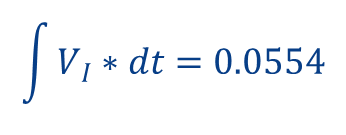 ∫ V_I * dt = 0.0554